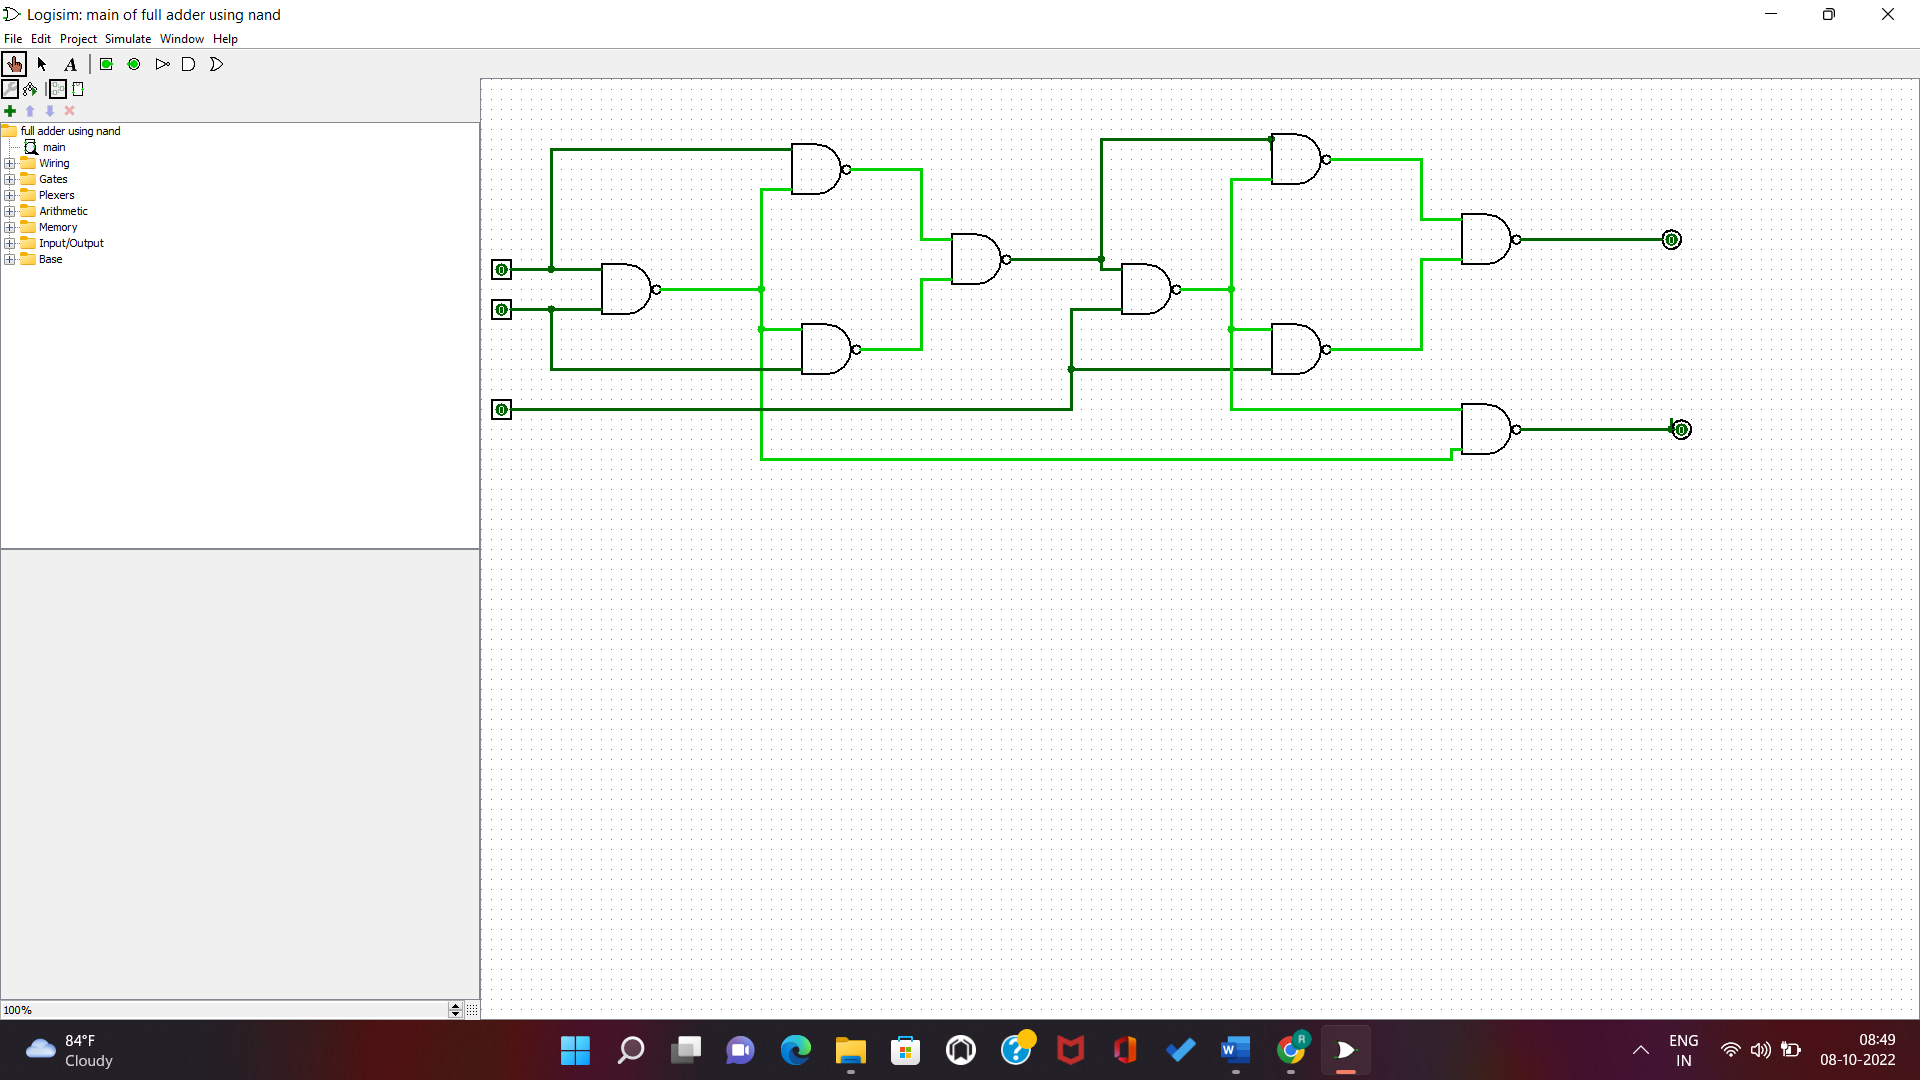 Logisim: main of full adder using nand
File Edit Project Simulate Window Help
A
full adder using nand
main
Wiring
Gates
Plexers
Arithmetic
Memory
Input/Output
Base
0
0
0
0
0
100%
84°F
Cloudy
W
R
ENG
IN
08:49
08-10-2022